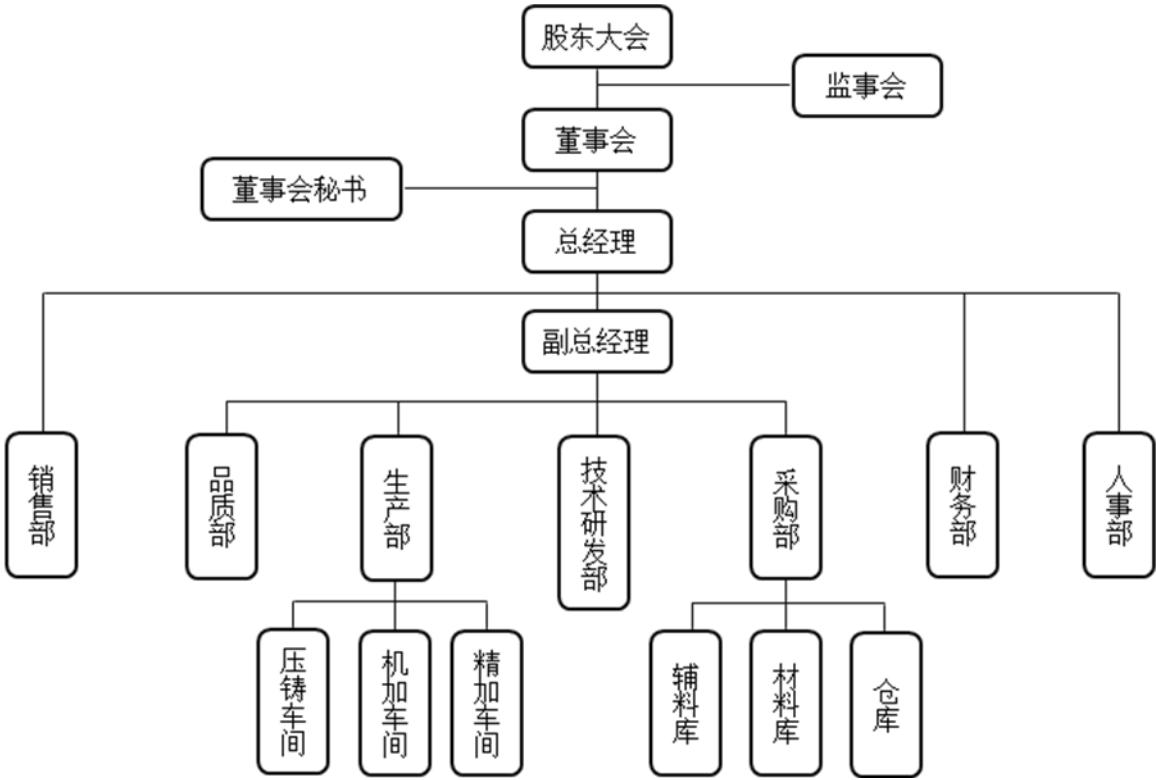 股东大会
监事会
董事会
董事会秘书
总经理
副总经理
销售部
品质部
生产部
技术研发部
采购部
财务部
人事部
压铸车间
机加车间
精加车间
辅料库
材料库
仓库